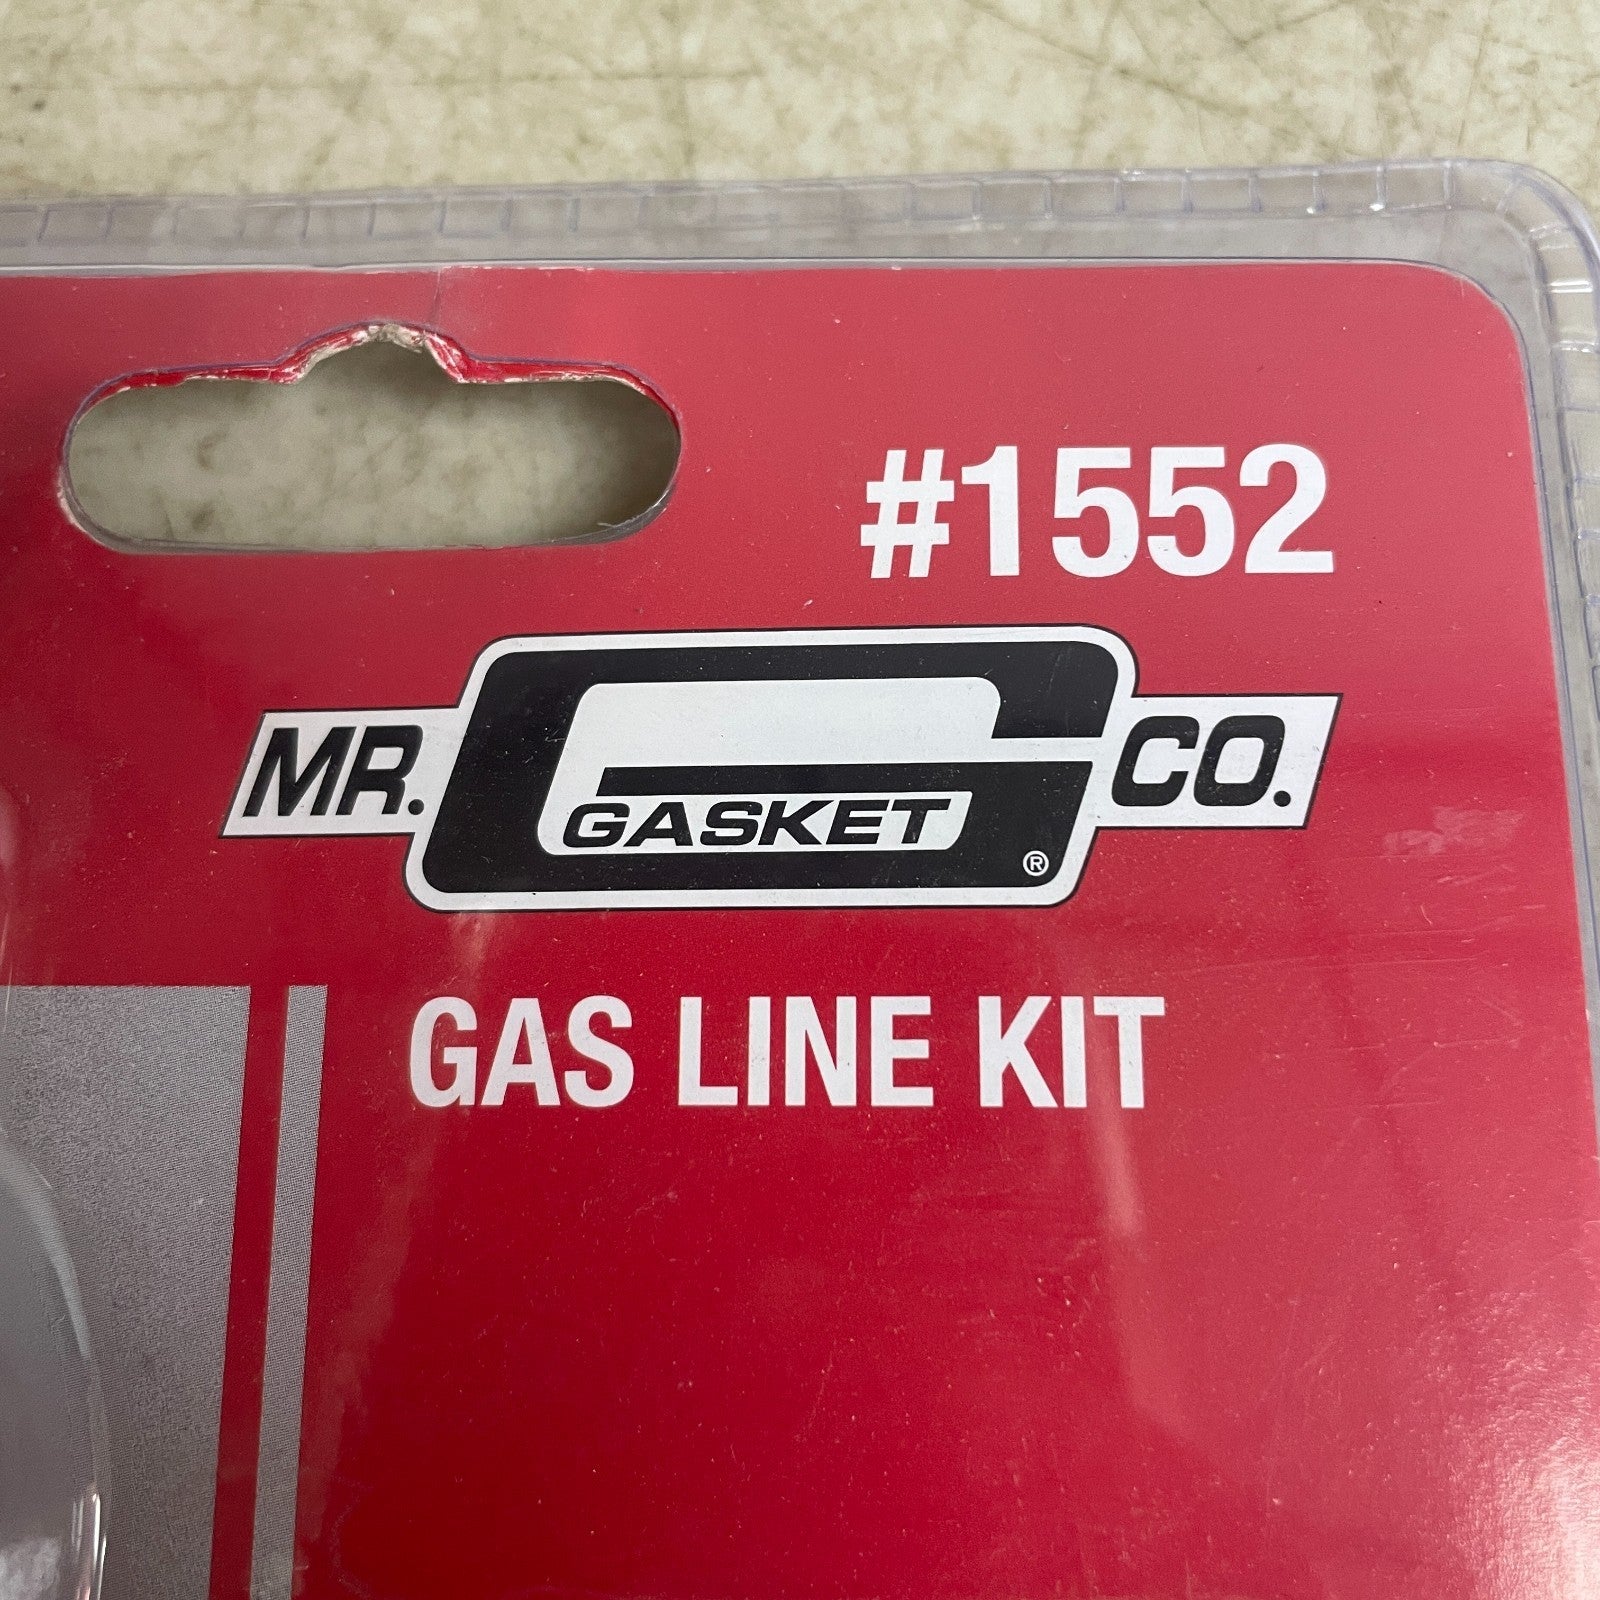 #1552
MR. GASKET CO.
®
GAS LINE KIT